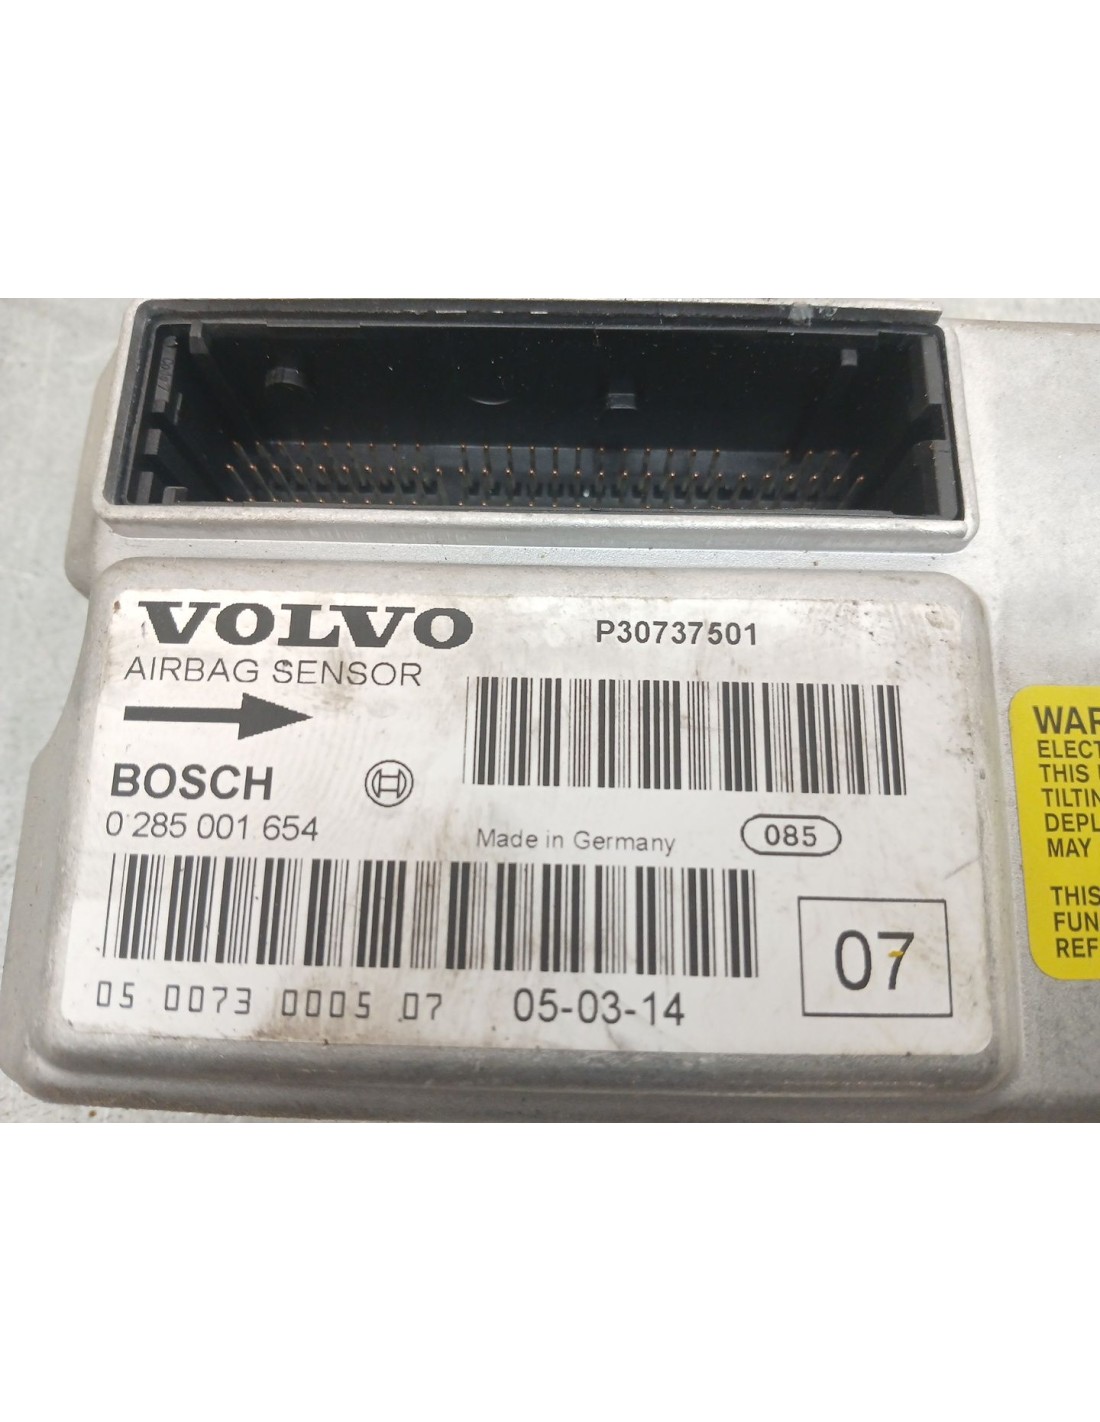 VOLVO
P30737501
AIRBAG SENSOR
BOSCH
0 285 001 654
Made in Germany
085
05 0073 0005 07
05-03-14
07
WAR
ELECT
THIS
TILTIN
DEPL
MAY
THIS
FUN
REF